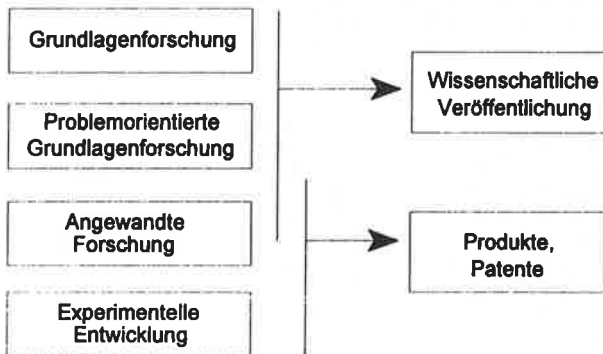 Grundlagenforschung
Problemorientierte
Grundlagenforschung
Angewandte
Forschung
Experimentelle
Entwicklung
Wissenschaftliche
Veröffentlichung
Produkte,
Patente